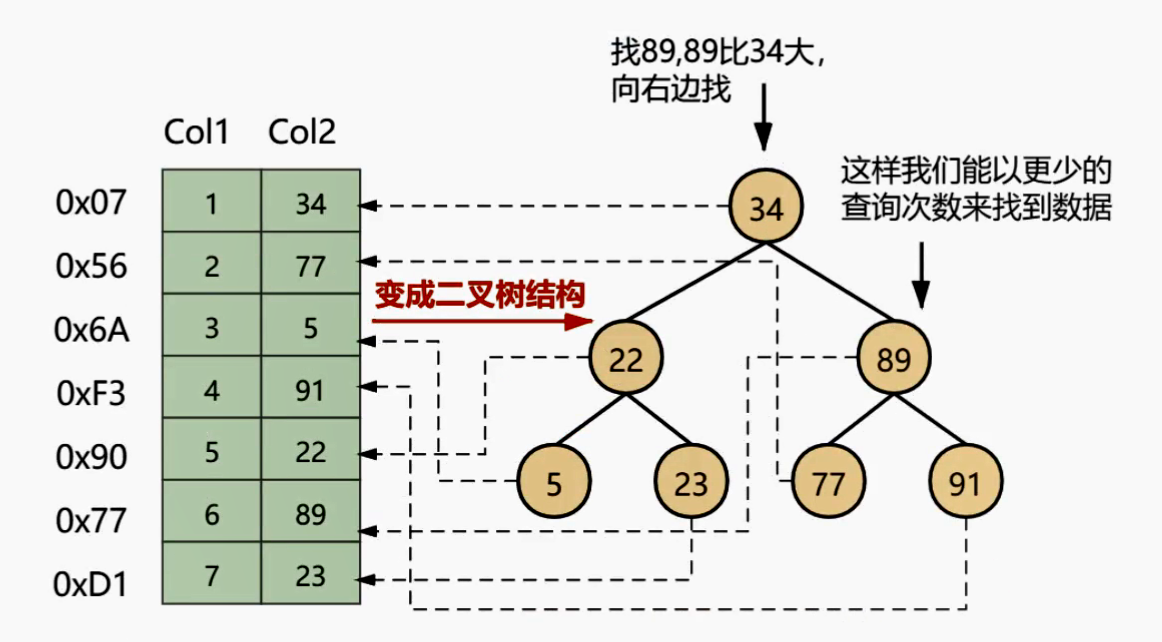 找89,89比34大,
向右边找
Col1 Col2
这样我们能以更少的
查询次数来找到数据
0x07 1 34
34
0x56 2 77
变成二叉树结构
0x6A 3 5
22 89
0xF3 4 91
0x90 5 22
5 23 77 91
0x77 6 89
0xD1 7 23